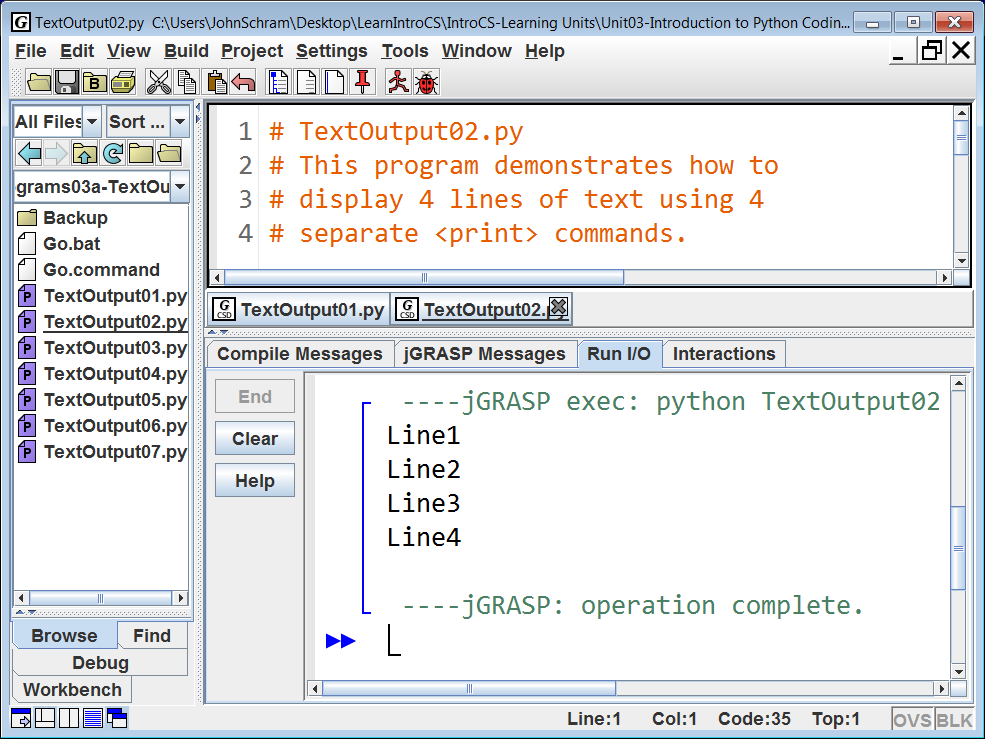 TextOutput02.py  C:\Users\JohnSchram\Desktop\LearnIntroCS\IntroCS-Learning Units\Unit03-Introduction to Python Codin...
File Edit View Build Project Settings Tools Window Help
B
All Files
Sort ...
grams03a-TextOu
Backup
Go.bat
Go.command
TextOutput01.py
TextOutput02.py
TextOutput03.py
TextOutput04.py
TextOutput05.py
TextOutput06.py
TextOutput07.py
Browse
Find
Debug
Workbench
1 # TextOutput02.py
2 # This program demonstrates how to
3 # display 4 lines of text using 4
4 # separate <print> commands.
G CSD TextOutput01.py
G CSD TextOutput02.
Compile Messages
jGRASP Messages
Run I/O
Interactions
End
Clear
Help
----jGRASP exec: python TextOutput02
Line1
Line2
Line3
Line4
----jGRASP: operation complete.
Line:1 Col:1 Code:35 Top:1 OVS BLK